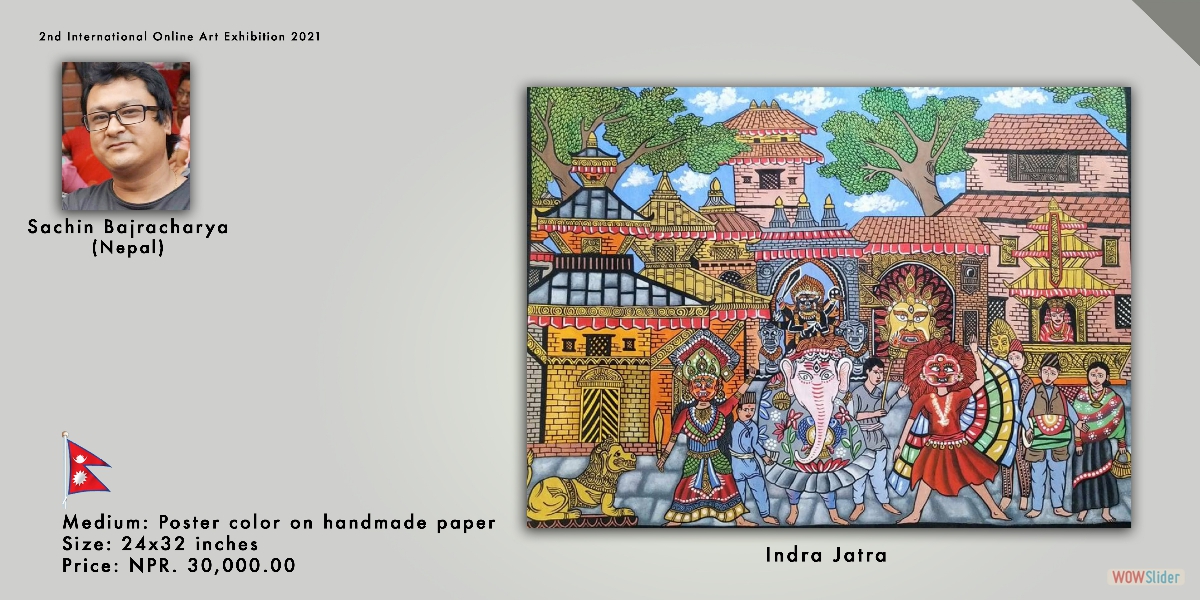 2nd International Online Art Exhibition 2021
Sachin Bajracharya
(Nepal)
Medium: Poster color on handmade paper
Size: 24x32 inches
Price: NPR. 30,000.00
Indra Jatra
WOWSlider